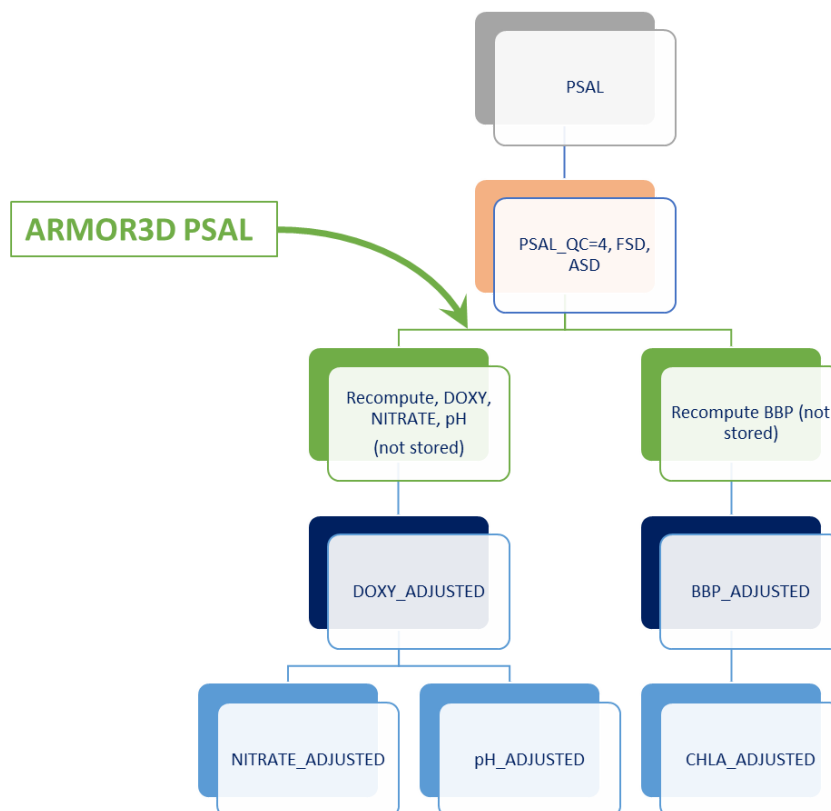 PSAL
ARMOR3D PSAL
PSAL_QC=4, FSD,
ASD
Recompute, DOXY,
NITRATE, pH
(not stored)
Recompute BBP (not
stored)
DOXY_ADJUSTED
BBP_ADJUSTED
NITRATE_ADJUSTED
pH_ADJUSTED
CHLA_ADJUSTED